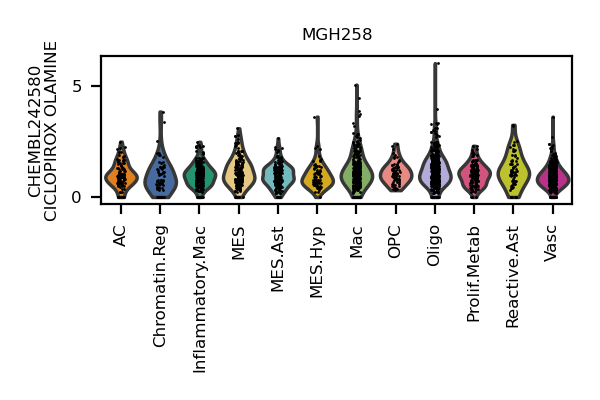 MGH258
CHEMBL242580
CICLOPIROX OLAMINE
5
0
AC
Chromatin.Reg
Inflammatory.Mac
MES
MES.Ast
MES.Hyp
Mac
OPC
Oligo
Prolif.Metab
Reactive.Ast
Vasc